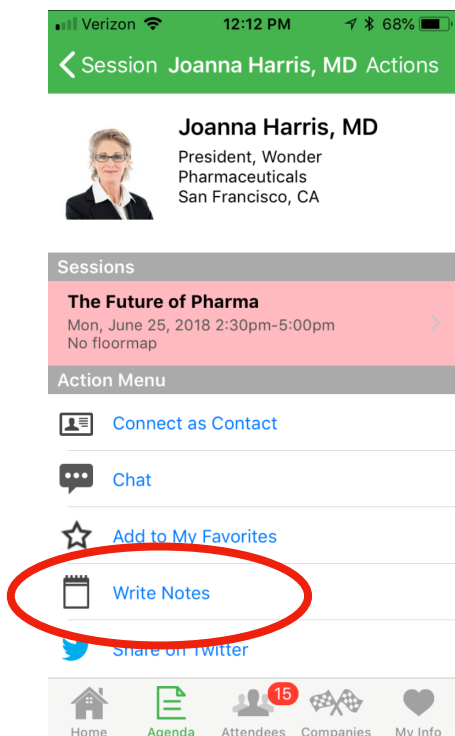 Verizon 12:12 PM 68%
Session Joanna Harris, MD Actions
Joanna Harris, MD
President, Wonder
Pharmaceuticals
San Francisco, CA
Sessions
The Future of Pharma
Mon, June 25, 2018 2:30pm-5:00pm
No floormap
Action Menu
Connect as Contact
Chat
Add to My Favorites
Write Notes
Share on Twitter
15
Home Agenda Attendees Companies My Info